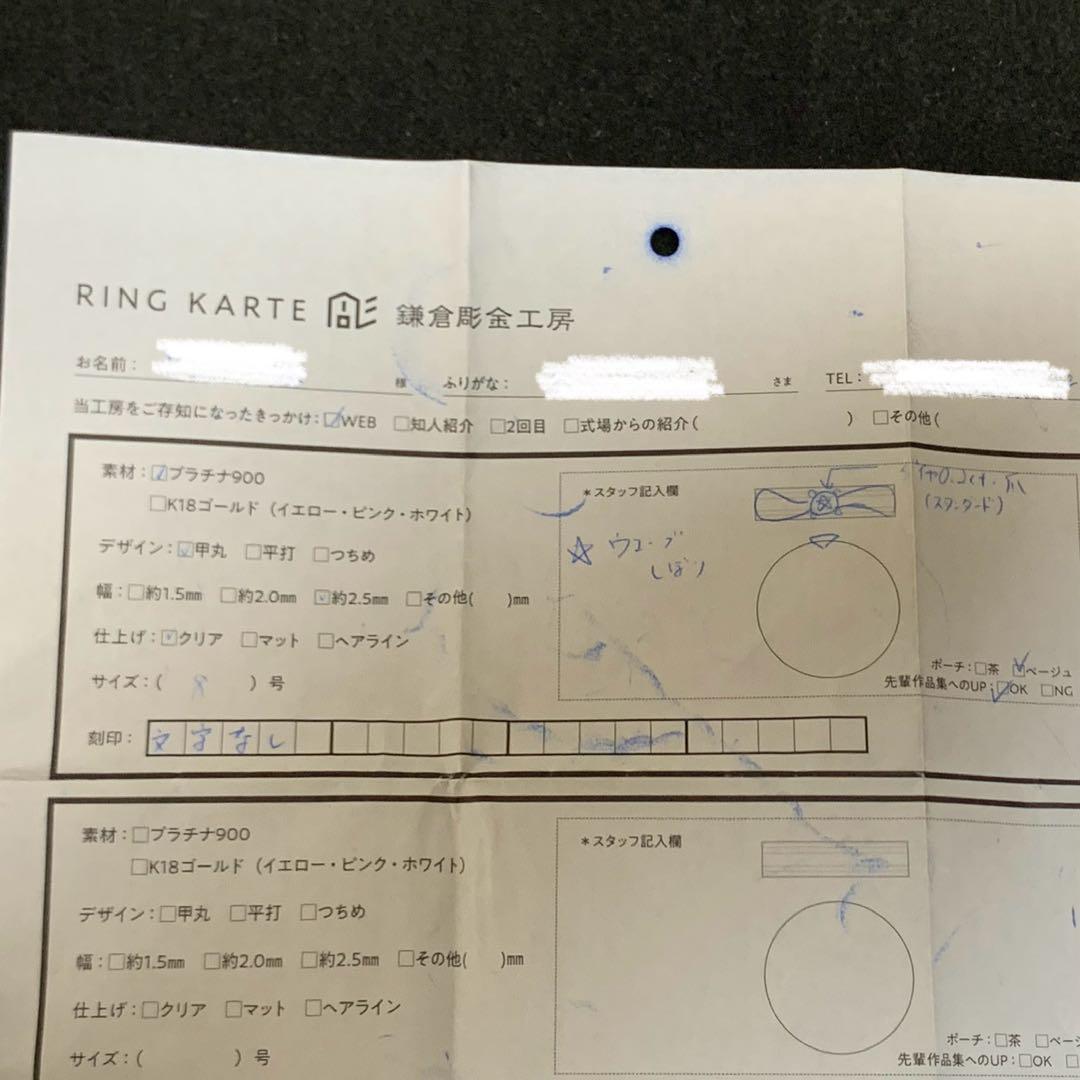 RING KARTE 鎌倉彫金工房
お名前: 様 ふりがな: さま TEL:
当工房をご存知になったきっかけ:☑WEB □知人紹介 □2回目 □式場からの紹介( ) □その他(
素材:☑プラチナ900
□K18ゴールド (イエロー・ピンク・ホワイト)
デザイン:☑甲丸 □平打 □つちめ
幅:□約1.5mm □約2.0mm ☑約2.5mm □その他( )mm
仕上げ:☑クリア □マット □ヘアライン
サイズ:( 8 ) 号
刻印: 文字なし
*スタッフ記入欄
☆ ウェーブ
しぼり
(スタンダード)
ポーチ:□茶 ☑ベージュ
先輩作品集へのUP:☑OK □NG
素材:□プラチナ900
□K18ゴールド (イエロー・ピンク・ホワイト)
デザイン:□甲丸 □平打 □つちめ
幅:□約1.5mm □約2.0mm □約2.5mm □その他( )mm
仕上げ:□クリア □マット □ヘアライン
サイズ:( ) 号
*スタッフ記入欄
ポーチ:□茶 □ベージ
先輩作品集へのUP:□OK □